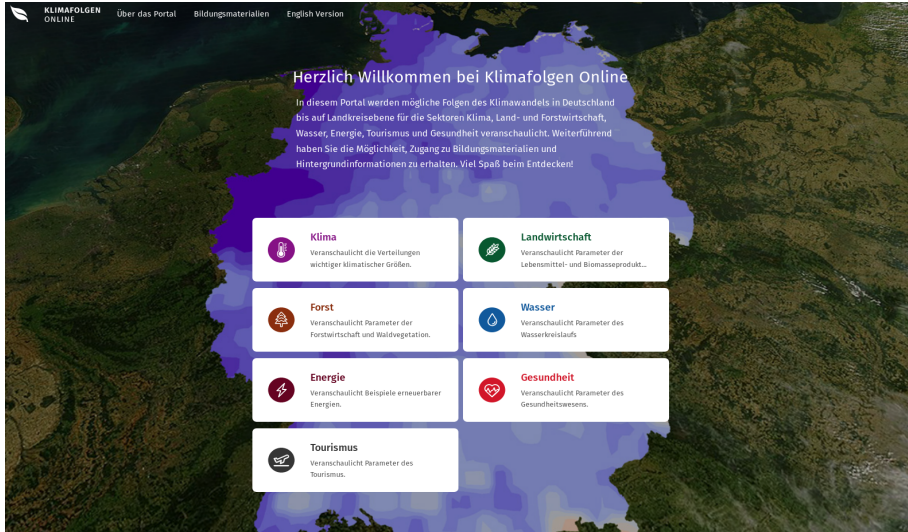 KLIMAFOLGEN
ONLINE
Über das Portal
Bildungsmaterialien
English Version
Herzlich Willkommen bei Klimafolgen Online
In diesem Portal werden mögliche Folgen des Klimawandels in Deutschland
bis auf Landkreisebene für die Sektoren Klima, Land- und Forstwirtschaft,
Wasser, Energie, Tourismus und Gesundheit veranschaulicht. Weiterführend
haben Sie die Möglichkeit, Zugang zu Bildungsmaterialien und
Hintergrundinformationen zu erhalten. Viel Spaß beim Entdecken!
Klima
Veranschaulicht die Verteilungen
wichtiger klimatischer Größen.
Landwirtschaft
Veranschaulicht Parameter der
Lebensmittel- und Biomasseprodukt...
Forst
Veranschaulicht Parameter der
Forstwirtschaft und Waldvegetation.
Wasser
Veranschaulicht Parameter des
Wasserkreislaufs
Energie
Veranschaulicht Beispiele erneuerbarer
Energien.
Gesundheit
Veranschaulicht Parameter des
Gesundheitswesens.
Tourismus
Veranschaulicht Parameter des
Tourismus.